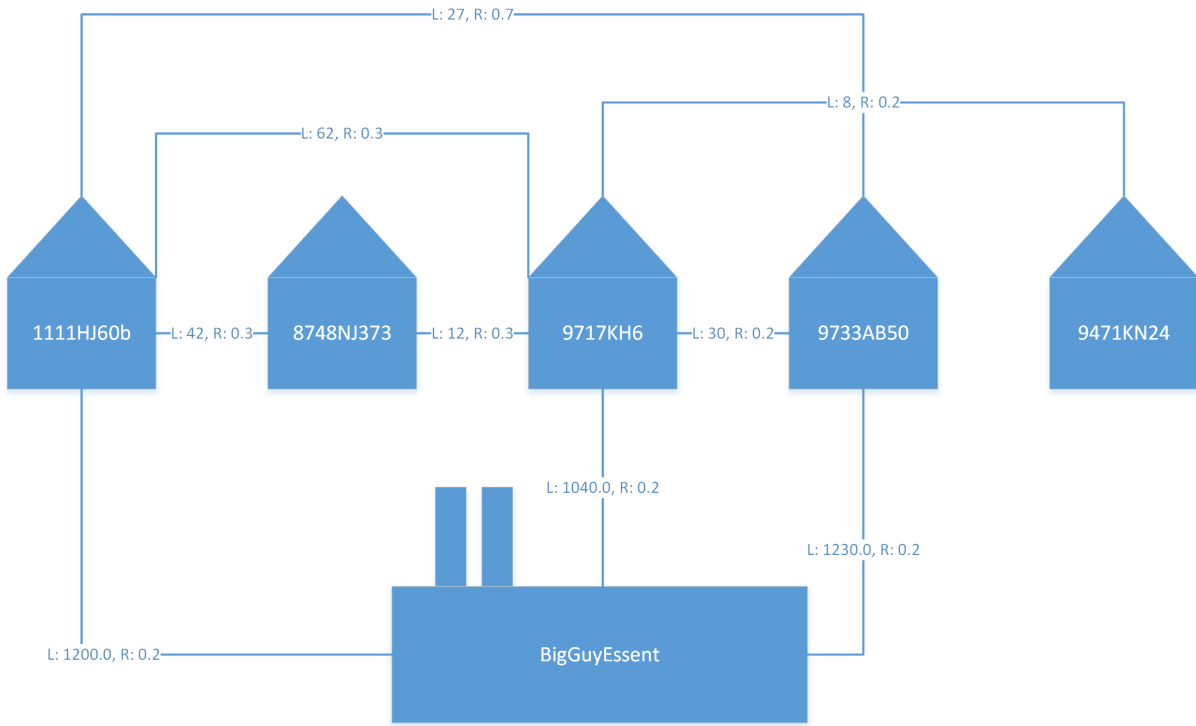 L: 27, R: 0.7
L: 8, R: 0.2
L: 62, R: 0.3
1111HJ60b
L: 42, R: 0.3
8748NJ373
L: 12, R: 0.3
9717KH6
L: 30, R: 0.2
9733AB50
9471KN24
L: 1040.0, R: 0.2
L: 1230.0, R: 0.2
L: 1200.0, R: 0.2
BigGuyEssent